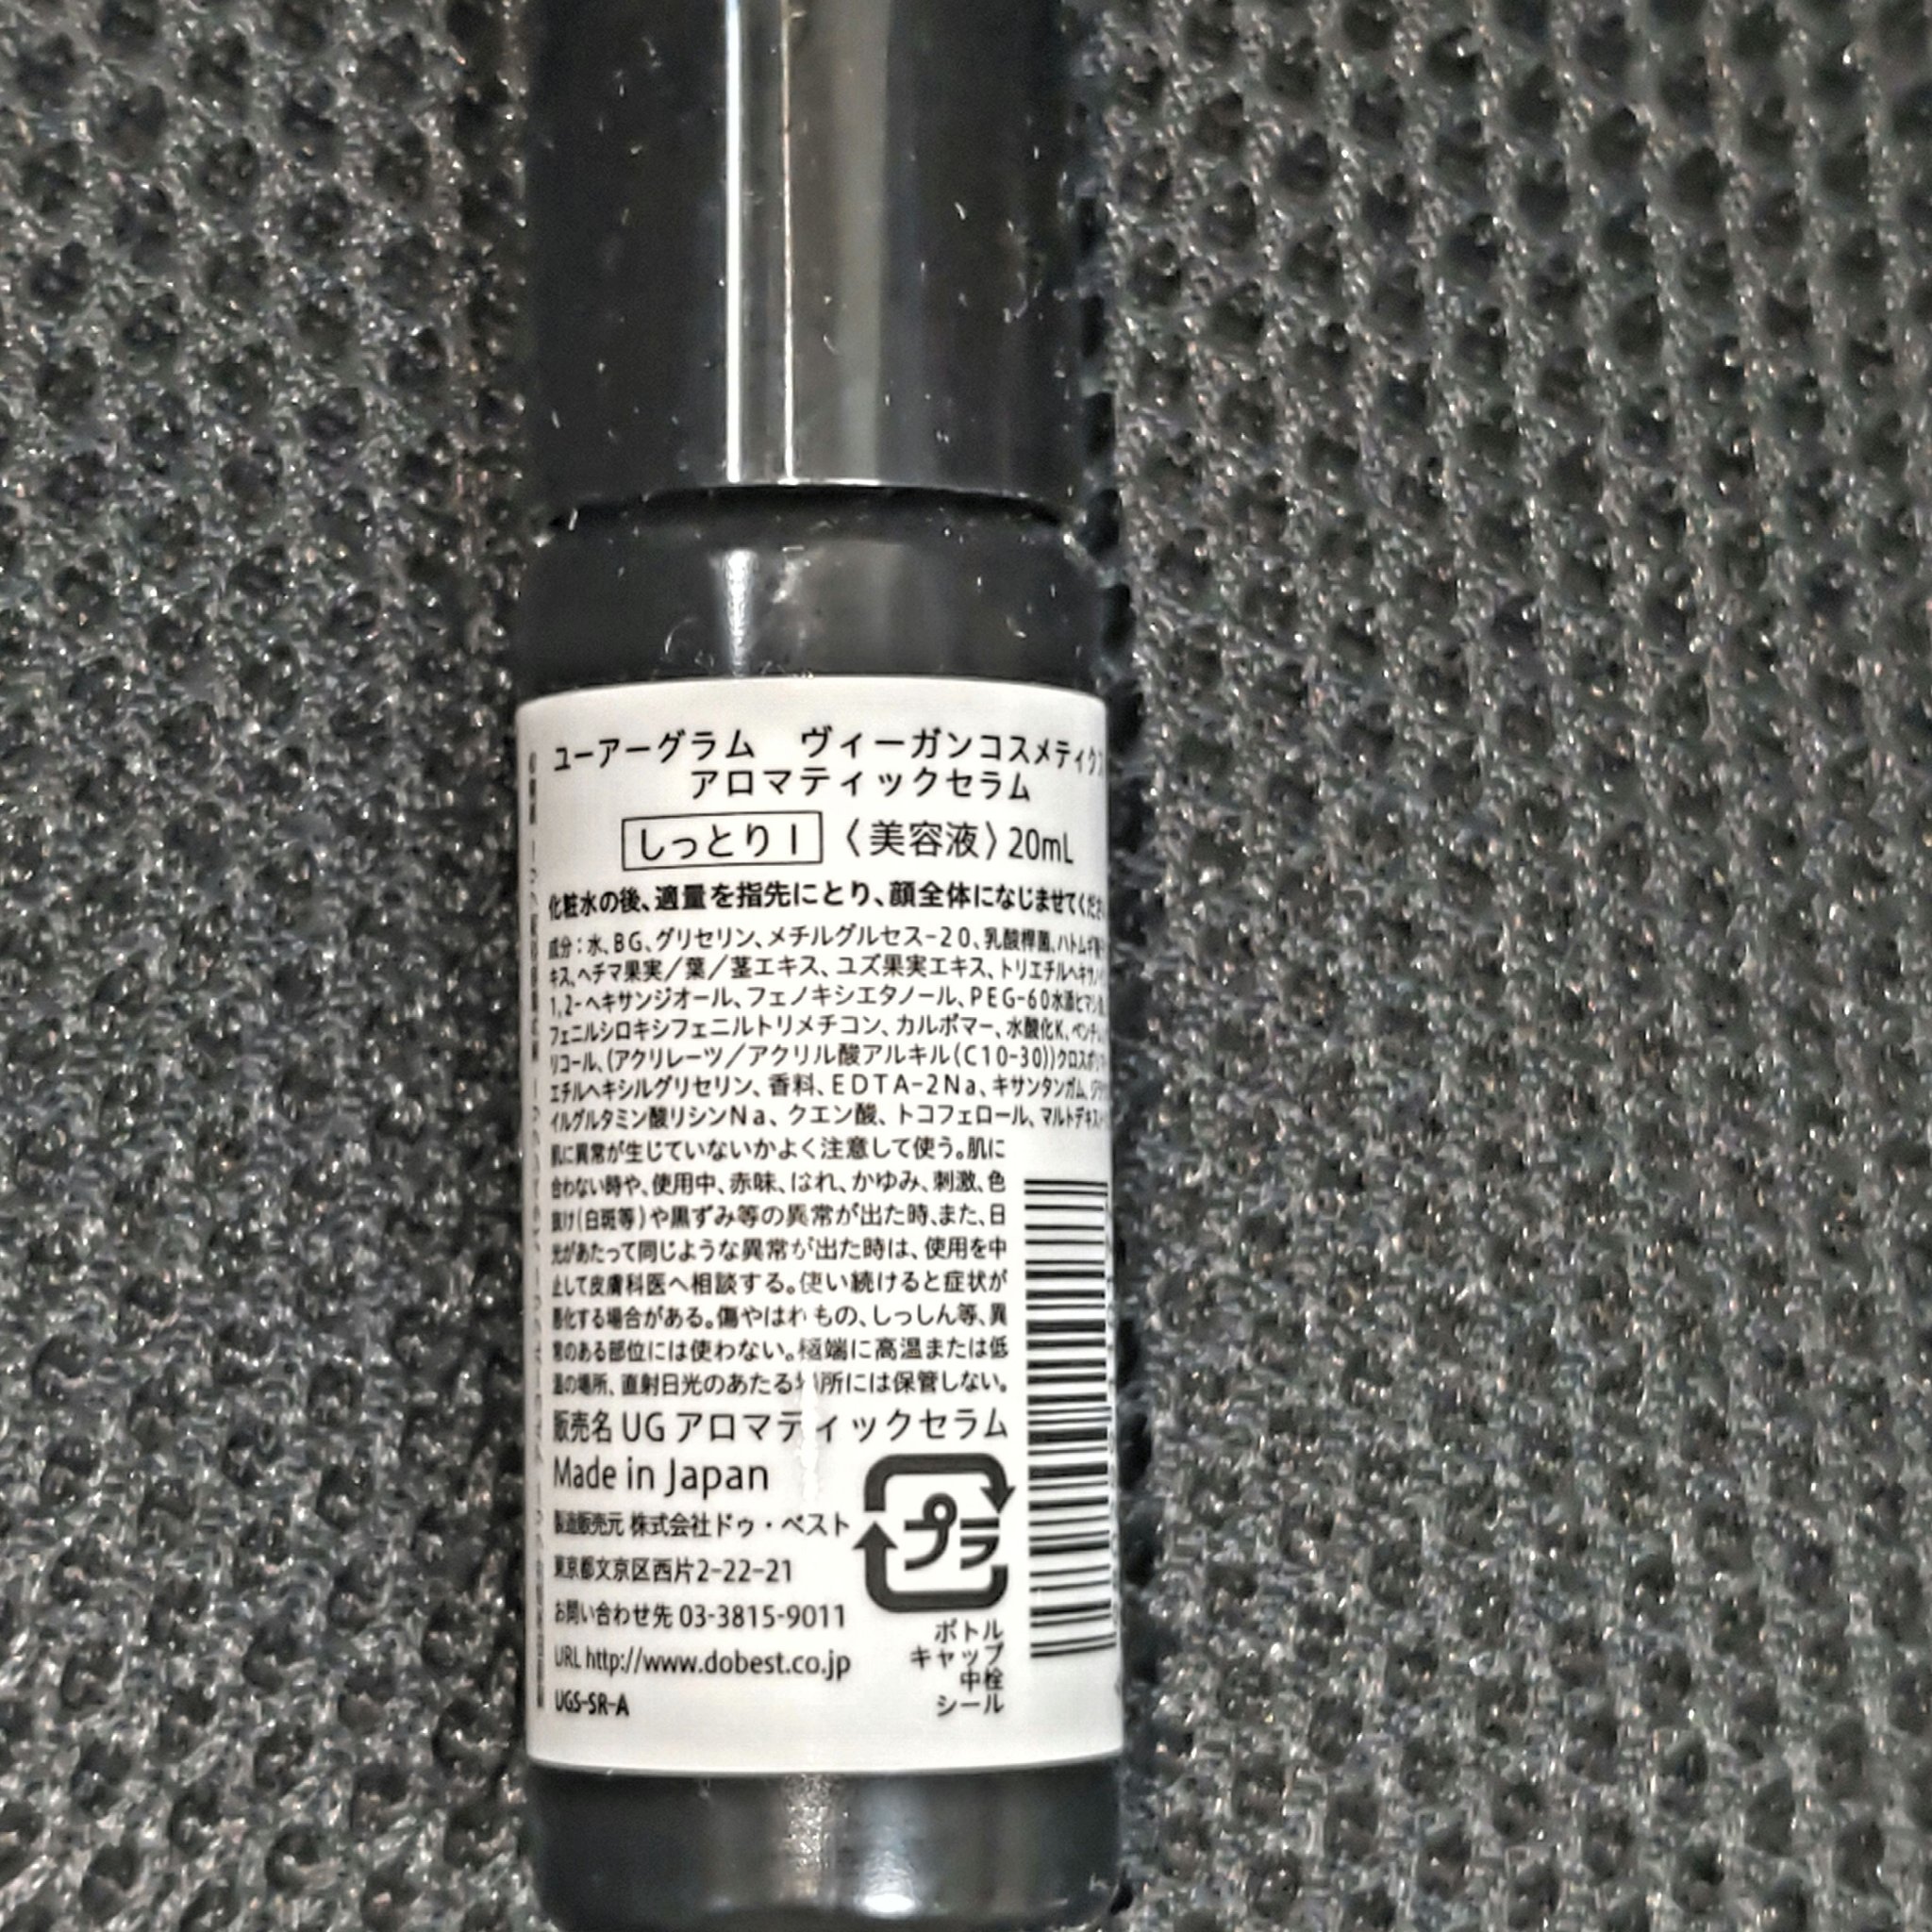 ユーアーグラム ヴィーガンコスメティク
アロマティックセラム
しっとりⅠ 〈美容液〉20mL
化粧水の後、適量を指先にとり、顔全体になじませてくださ
成分：水、BG、グリセリン、メチルグルセス-20、乳酸桿菌、ハトムギ
キス、ヘチマ果実／葉／茎エキス、ユズ果実エキス、トリエチルヘキサノ
1,2-ヘキサンジオール、フェノキシエタノール、PEG-60水添ヒマシ
フェニルシロキシフェニルトリメチコン、カルボマー、水酸化K、ペンチ
リコール、(アクリレーツ／アクリル酸アルキル(C10-30))クロスポリ
エチルヘキシルグリセリン、香料、EDTA-2Na、キサンタンガム、ジラ
イルグルタミン酸リシンNa、クエン酸、トコフェロール、マルトデキス
肌に異常が生じていないかよく注意して使う。肌に
合わない時や、使用中、赤味、はれ、かゆみ、刺激、色
抜け(白斑等)や黒ずみ等の異常が出た時、また、日
光があたって同じような異常が出た時は、使用を中
止して皮膚科医へ相談する。使い続けると症状が
悪化する場合がある。傷やはれもの、しっしん等、異
常のある部位には使わない。極端に高温または低
温の場所、直射日光のあたる場所には保管しない。
販売名 UG アロマティックセラム
Made in Japan
製造販売元 株式会社ドゥ・ベスト
東京都文京区西片2-22-21
お問い合わせ先 03-3815-9011
URL http://www.dobest.co.jp
UGS-SR-A
プラ
ボトル
キャップ
中栓
シール